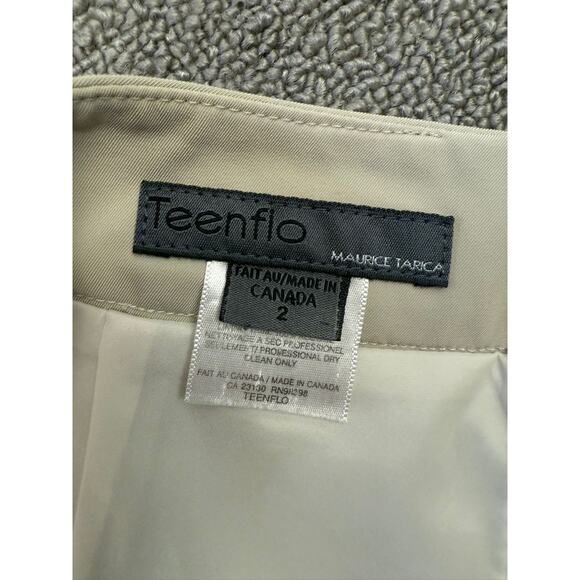 Teenflo
MAURICE TARICA
FAIT AU/MADE IN
CANADA
2
NETTOYAGE A SEC PROFESSIONEL
SEULEMENT/PROFESSIONAL DRY
CLEAN ONLY
FAIT AU CANADA / MADE IN CANADA
CA 23130 RN98298
TEENFLO